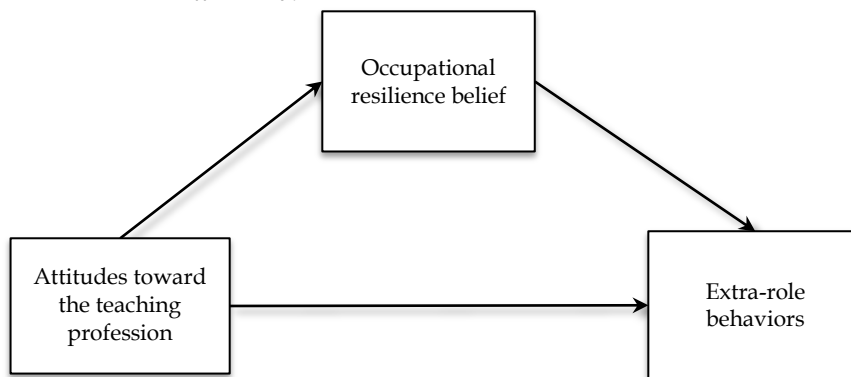 Occupational
resilience belief
Attitudes toward
the teaching
profession
Extra-role
behaviors